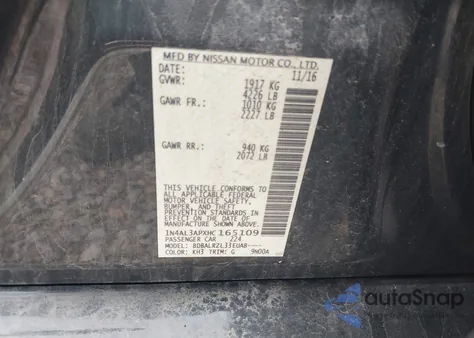 MFD BY NISSAN MOTOR CO., LTD.
DATE: 11/16
GVWR: 1917 KG
4226 LB
GAWR FR.: 1010 KG
2227 LB
GAWR RR.: 940 KG
2072 LB
THIS VEHICLE CONFORMS TO
ALL APPLICABLE FEDERAL
MOTOR VEHICLE SAFETY,
BUMPER, AND THEFT
PREVENTION STANDARDS IN
EFFECT ON THE DATE OF
MANUFACTURE SHOWN ABOVE.
1N4AL3APXHC165109
PASSENGER CAR 224
MODEL: BDBALRZL33EUAB----
COLOR: KH3 TRIM: G 9N00A
autoSnap